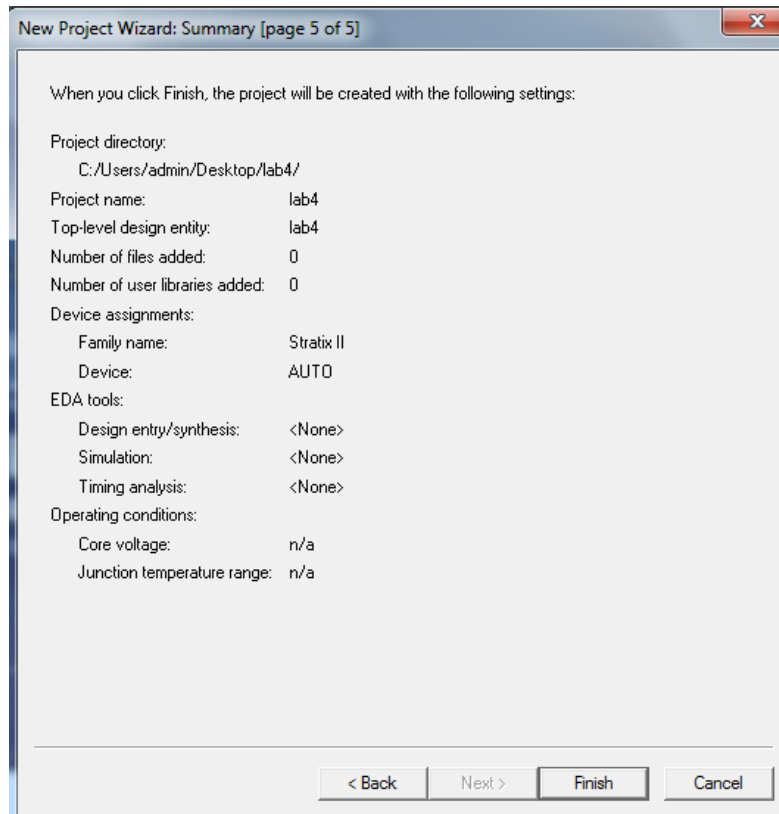 New Project Wizard: Summary [page 5 of 5]
When you click Finish, the project will be created with the following settings:
Project directory:
C:/Users/admin/Desktop/lab4/
Project name: lab4
Top-level design entity: lab4
Number of files added: 0
Number of user libraries added: 0
Device assignments:
Family name: Stratix II
Device: AUTO
EDA tools:
Design entry/synthesis: <None>
Simulation: <None>
Timing analysis: <None>
Operating conditions:
Core voltage: n/a
Junction temperature range: n/a
< Back Next > Finish Cancel